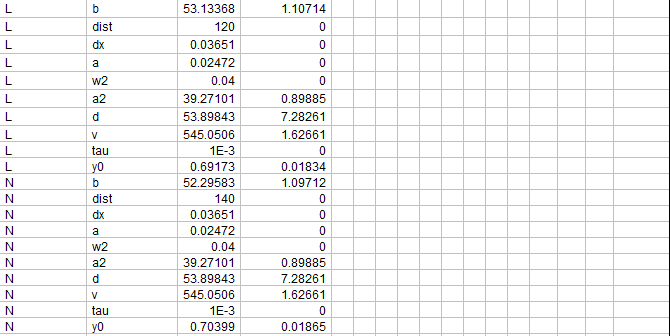 L b 53.13368 1.10714
L dist 120 0
L dx 0.03651 0
L a 0.02472 0
L w2 0.04 0
L a2 39.27101 0.89885
L d 53.89843 7.28261
L v 545.0506 1.62661
L tau 1E-3 0
L y0 0.69173 0.01834
N b 52.29583 1.09712
N dist 140 0
N dx 0.03651 0
N a 0.02472 0
N w2 0.04 0
N a2 39.27101 0.89885
N d 53.89843 7.28261
N v 545.0506 1.62661
N tau 1E-3 0
N y0 0.70399 0.01865